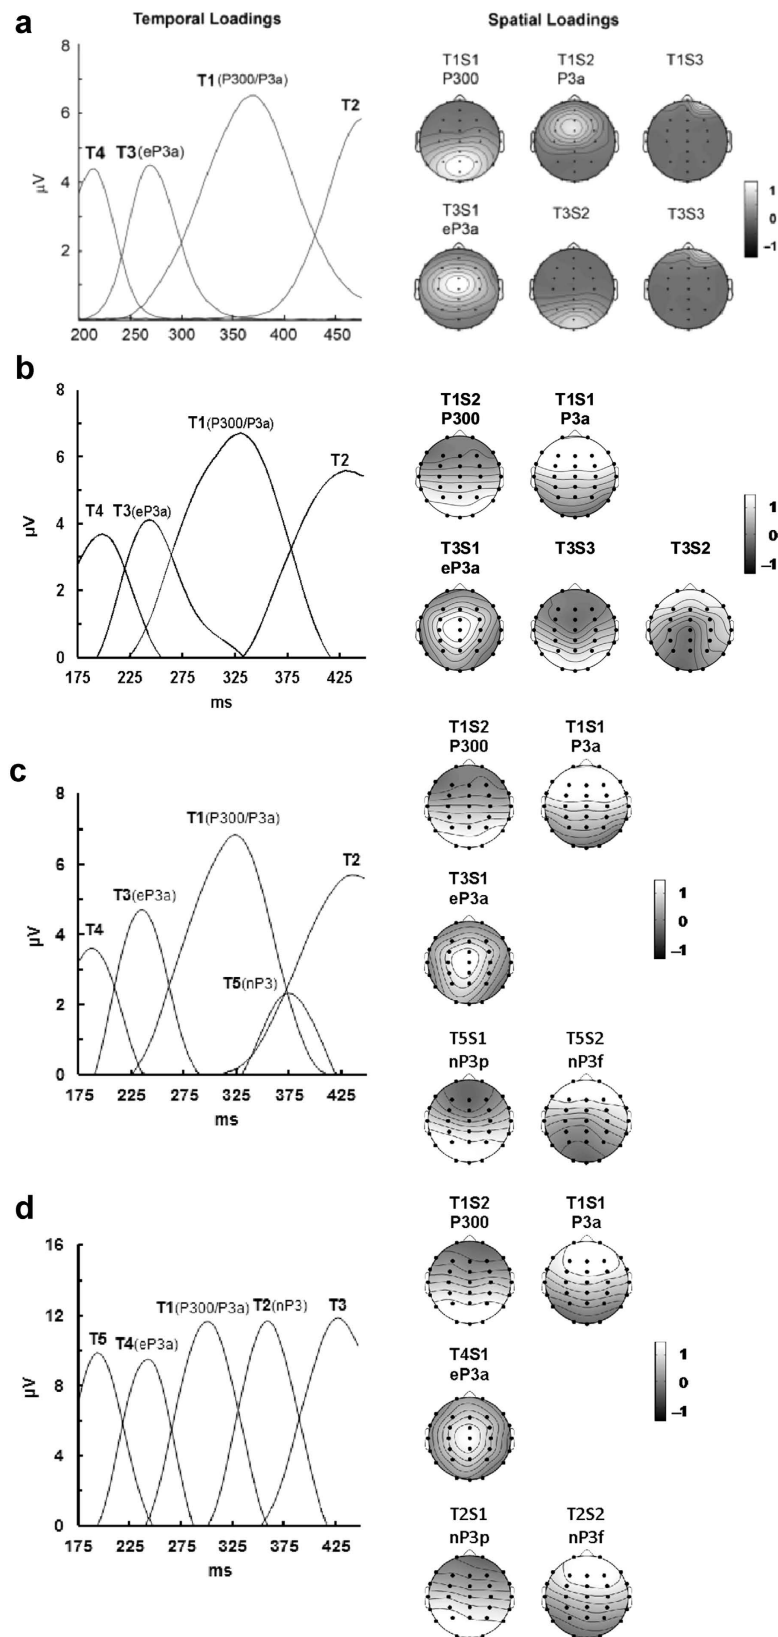 a
Temporal Loadings
Spatial Loadings
8
6
4
2
μV
T4
T3(eP3a)
T1(P300/P3a)
T2
200 250 300 350 400 450
T1S1
P300
T1S2
P3a
T1S3
T3S1
eP3a
T3S2
T3S3
1
0
−1
b
8
6
4
2
0
μV
T4
T3(eP3a)
T1(P300/P3a)
T2
175 225 275 325 375 425
ms
T1S2
P300
T1S1
P3a
T3S1
eP3a
T3S3
T3S2
1
0
−1
c
8
6
4
2
0
μV
T4
T3(eP3a)
T1(P300/P3a)
T5(nP3)
T2
175 225 275 325 375 425
ms
T1S2
P300
T1S1
P3a
T3S1
eP3a
T5S1
nP3p
T5S2
nP3f
1
0
−1
d
16
12
8
4
0
μV
T5
T4(eP3a)
T1(P300/P3a)
T2(nP3)
T3
175 225 275 325 375 425
ms
T1S2
P300
T1S1
P3a
T4S1
eP3a
T2S1
nP3p
T2S2
nP3f
1
0
−1